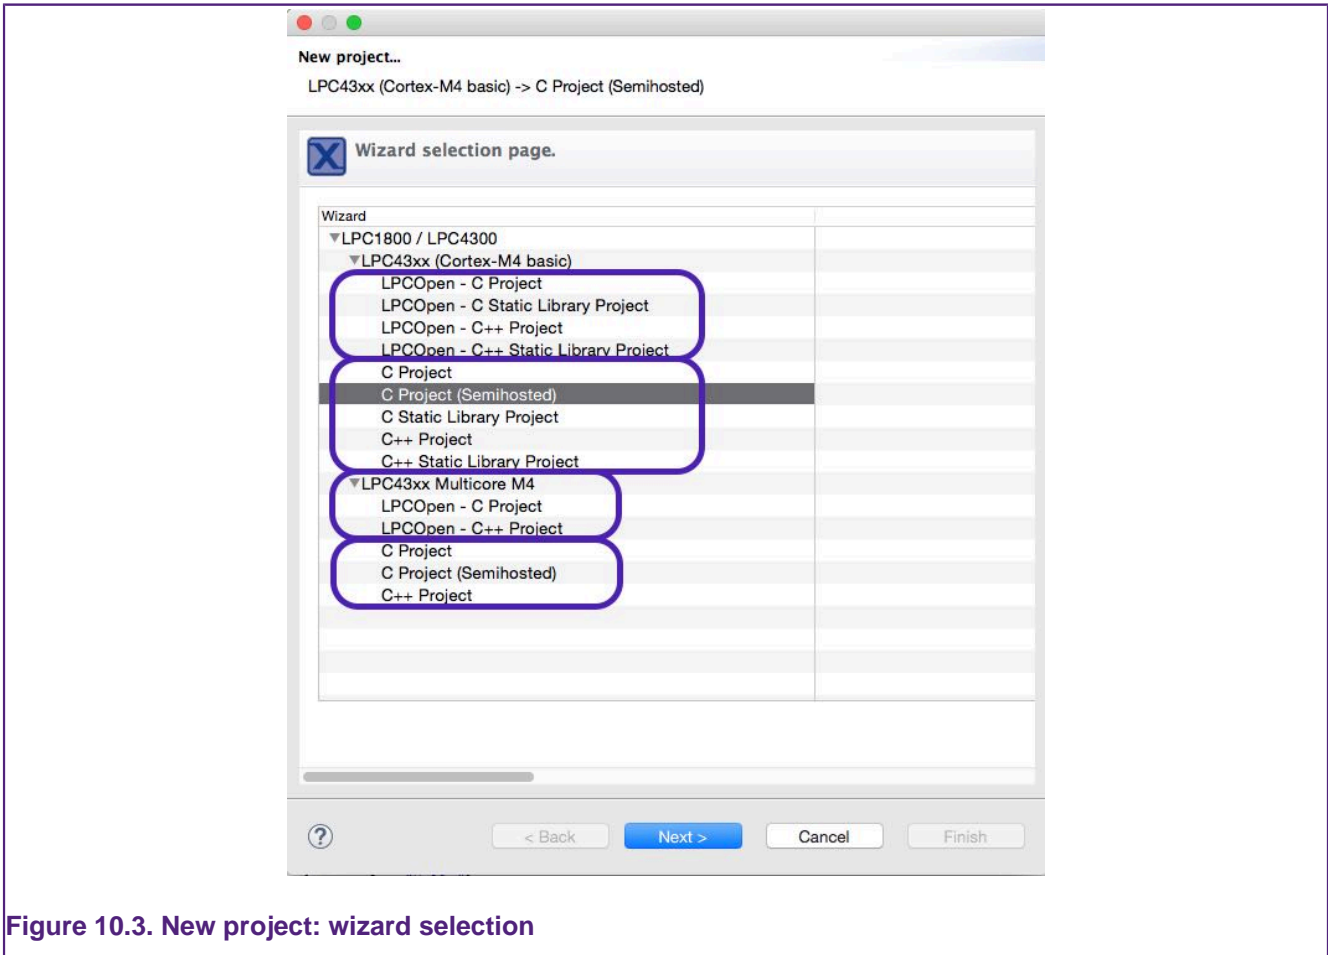 New project...
LPC43xx (Cortex-M4 basic) -> C Project (Semihosted)
Wizard selection page.
Wizard
LPC1800 / LPC4300
LPC43xx (Cortex-M4 basic)
LPCOpen - C Project
LPCOpen - C Static Library Project
LPCOpen - C++ Project
LPCOpen - C++ Static Library Project
C Project
C Project (Semihosted)
C Static Library Project
C++ Project
C++ Static Library Project
LPC43xx Multicore M4
LPCOpen - C Project
LPCOpen - C++ Project
C Project
C Project (Semihosted)
C++ Project
? < Back Next > Cancel Finish
Figure 10.3. New project: wizard selection